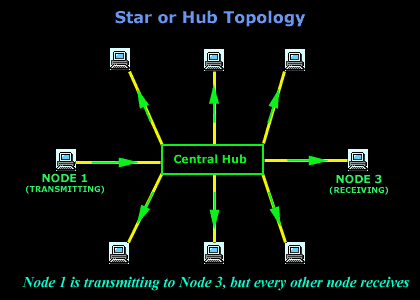 Star or Hub Topology
Central Hub
NODE 1
(TRANSMITTING)
NODE 3
(RECEIVING)
Node 1 is transmitting to Node 3, but every other node receives